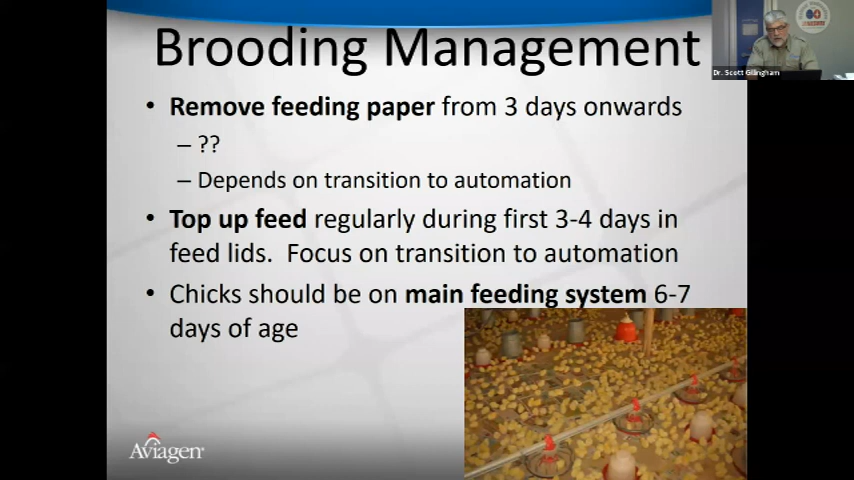 Brooding Management
Dr. Scott Gillingham
• Remove feeding paper from 3 days onwards
– ??
– Depends on transition to automation
• Top up feed regularly during first 3-4 days in
feed lids. Focus on transition to automation
• Chicks should be on main feeding system 6-7
days of age
Aviagen